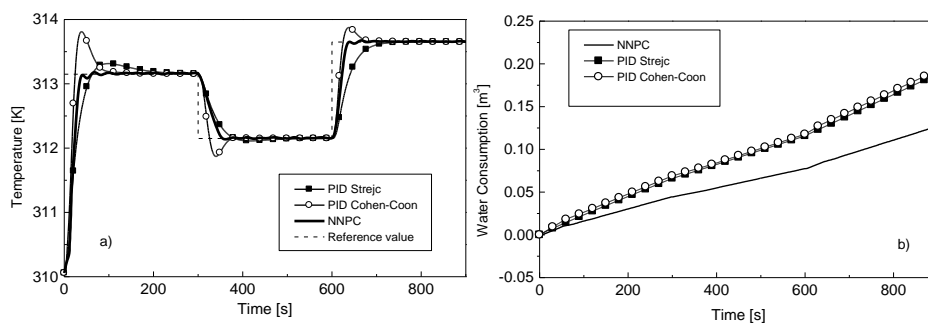 314
313
312
311
310
Temperature [K]
a)
PID Strejc
PID Cohen-Coon
NNPC
Reference value
0
200
400
600
800
Time [s]
0.25
0.20
0.15
0.10
0.05
0.00
-0.05
Water Consumption [m³]
NNPC
PID Strejc
PID Cohen-Coon
b)
0
200
400
600
800
Time [s]